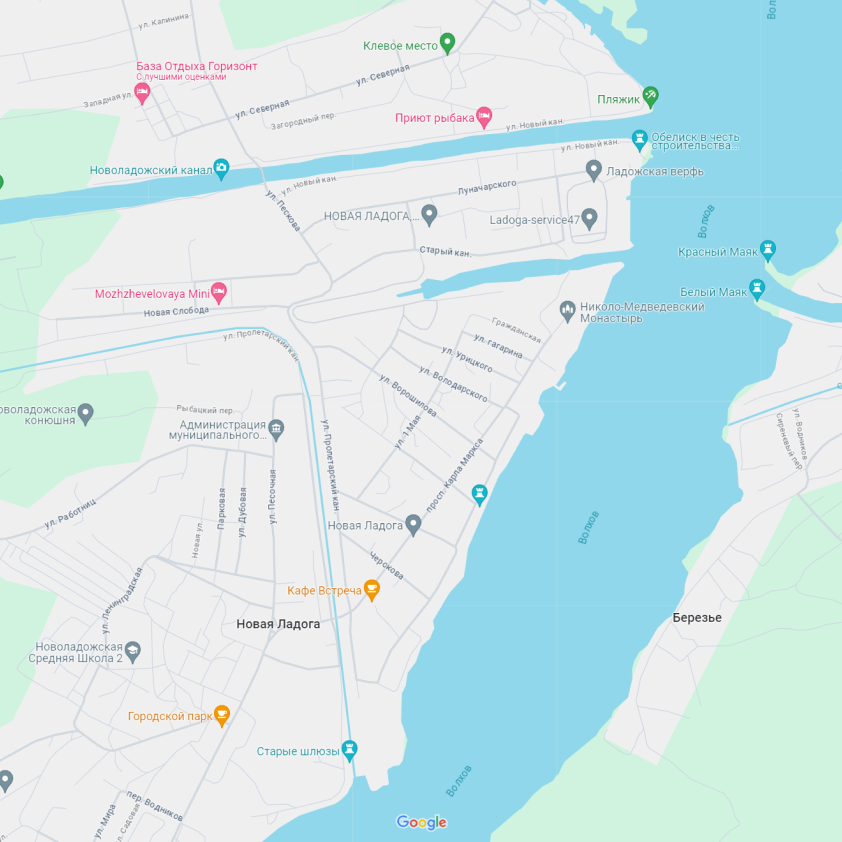 ул. Калинина
Вол
Клевое место
База Отдыха Горизонт
С лучшими оценками
ул. Северная
Западная ул.
ул. Северная
Пляжик
Загородный пер.
Приют рыбака
ул. Новый кан.
Обелиск в честь
строительства...
ул. Новый кан.
Новоладожский канал
Ладожская верфь
ул. Новый кан.
Луначарского
ул. Пескова
НОВАЯ ЛАДОГА,...
Ladoga-service47
Волхов
Старый кан.
Красный Маяк
Mozhzhevelovaya Mini
Белый Маяк
Новая Слобода
Николо-Медведевский
Монастырь
ул. Пролетарский кан.
Гражданская
ул. Гагарина
ул. Урицкого
ул. Володарского
ул. Ворошилова
оволадожская
конюшня
Рыбацкий пер.
Администрация
муниципального...
ул. 1 Мая
ул. Пролетарский кан.
просп. Карла Маркса
ул. Водников
Сиреневый пер.
ул. Работниц
Новая ул.
Парковая
ул. Дубовая
ул. Песочная
Новая Ладога
Волхов
Черокова
Кафе Встреча
ул. Ленинградская
Новая Ладога
Березье
Новоладожская
Средняя Школа 2
Городской парк
Старые шлюзы
Волхов
пер. Водников
ул. Мира
ул. Садовая
Google